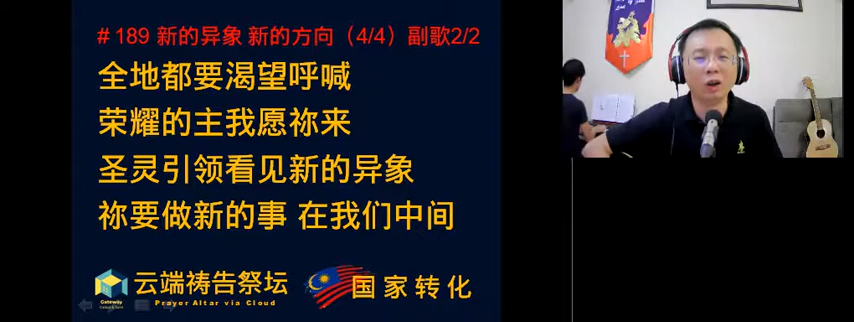 # 189 新的异象 新的方向（4/4）副歌2/2
全地都要渴望呼喊
荣耀的主我愿祢来
圣灵引领看见新的异象
祢要做新的事 在我们中间
云端祷告祭坛
Prayer Altar via Cloud
Gateway
国家转化